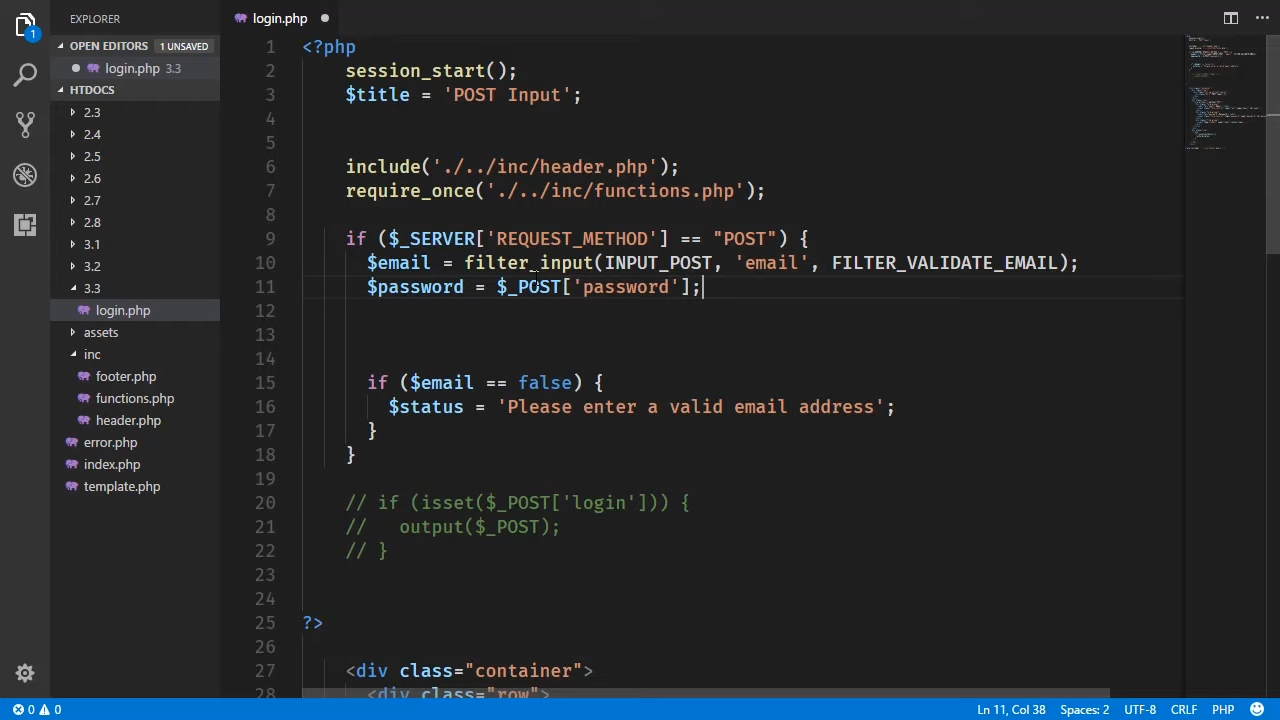 EXPLORER
OPEN EDITORS 1 UNSAVED
login.php 3.3
HTDOCS
2.3
2.4
2.5
2.6
2.7
2.8
3.1
3.2
3.3
login.php
assets
inc
footer.php
functions.php
header.php
error.php
index.php
template.php
1
login.php
1 <?php
2 session_start();
3 $title = 'POST Input';
4
5
6 include('./../inc/header.php');
7 require_once('./../inc/functions.php');
8
9 if ($_SERVER['REQUEST_METHOD'] == "POST") {
10 $email = filter_input(INPUT_POST, 'email', FILTER_VALIDATE_EMAIL);
11 $password = $_POST['password'];
12
13
14
15 if ($email == false) {
16 $status = 'Please enter a valid email address';
17 }
18 }
19
20 // if (isset($_POST['login'])) {
21 //   output($_POST);
22 // }
23
24
25 ?>
26
27 <div class="container">
28 <div class="row">
0 0 Ln 11, Col 38 Spaces: 2 UTF-8 CRLF PHP